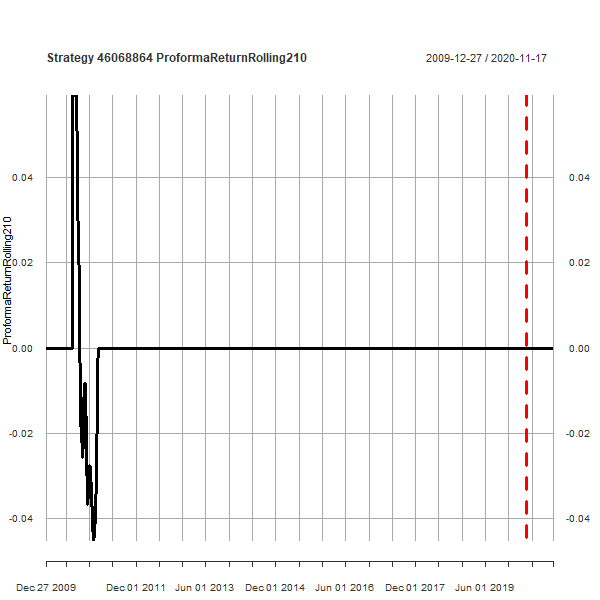 Strategy 46068864 ProformaReturnRolling210
2009-12-27 / 2020-11-17
ProformaReturnRolling210
0.04 0.04
0.02 0.02
0.00 0.00
-0.02 -0.02
-0.04 -0.04
Dec 27 2009 Dec 01 2011 Jun 01 2013 Dec 01 2014 Jun 01 2016 Dec 01 2017 Jun 01 2019